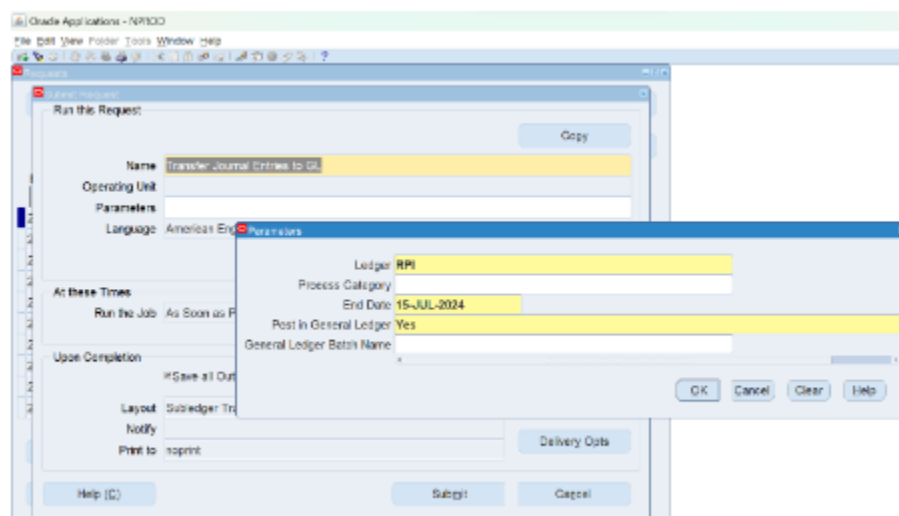 Oracle Applications - NPROD
File Edit View Folder Tools Window Help
Requests
Submit Request
Run this Request
Copy
Name Transfer Journal Entries to GL
Operating Unit
Parameters
Language American Eng
Parameters
Ledger RPI
Process Category
End Date 15-JUL-2024
Post in General Ledger Yes
General Ledger Batch Name
OK Cancel Clear Help
At these Times
Run the Job As Soon as P
Upon Completion
Save all Out
Layout Subledger Tra
Notify
Print to noprint
Delivery Opts
Help (C) Submit Cancel